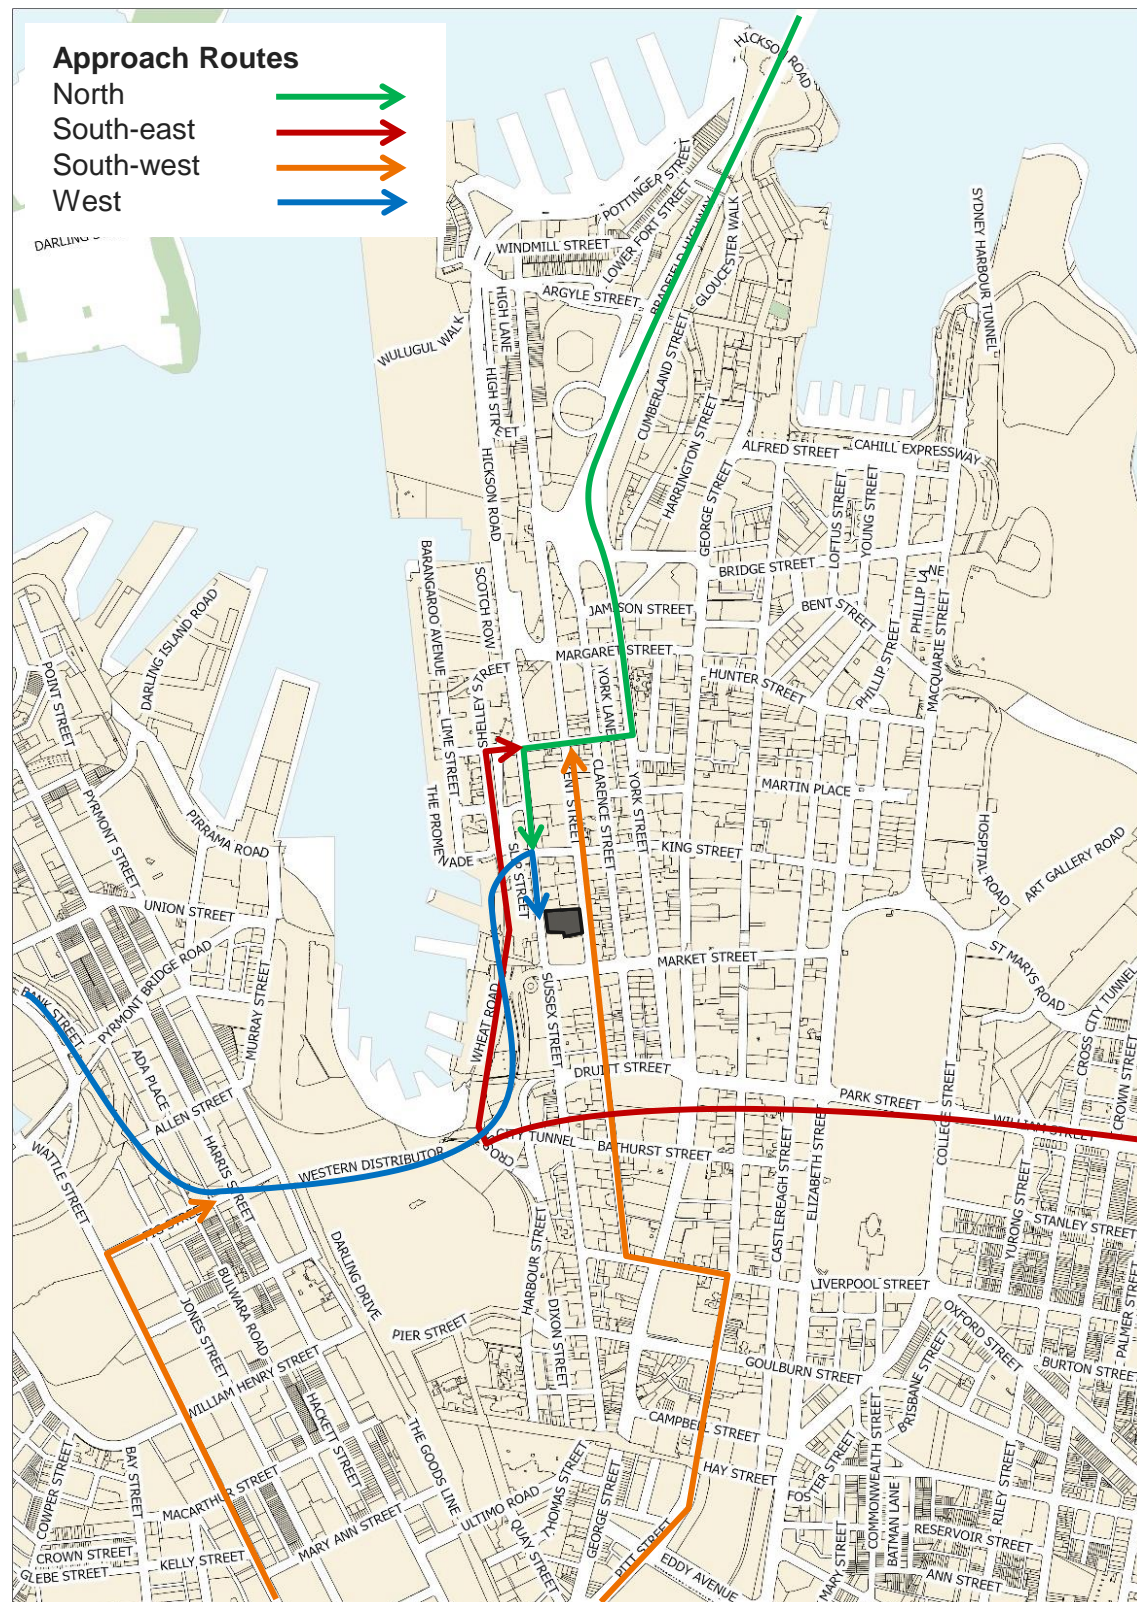 Approach Routes
North
South-east
South-west
West
HICKSON ROAD
POTTINGER STREET
LOWER FORT STREET
WINDMILL STREET
BRADFIELD HIGHWAY
GLOUCESTER WALK
SYDNEY HARBOUR TUNNEL
ARGYLE STREET
HIGH LANE
WULUGUL WALK
CUMBERLAND STREET
HICKSON ROAD
HARRINGTON STREET
ALFRED STREET
CAHILL EXPRESSWAY
GEORGE STREET
LOFTUS STREET
YOUNG STREET
BRIDGE STREET
PHILLIP LANE
BARANGAROO AVENUE
SCOTCH ROW
JAMISON STREET
BENT STREET
DARLING ISLAND ROAD
MARGARET STREET
HUNTER STREET
PHILLIP STREET
MACQUARIE STREET
POINT STREET
YORK LANE
LIME STREET
MARTIN PLACE
CLARENCE STREET
YORK STREET
THE PROME
VADE
PYRMONT STREET
PIRRAMA ROAD
KING STREET
HOSPITAL ROAD
ART GALLERY ROAD
UNION STREET
MARKET STREET
ST MARYS ROAD
PYRMONT BRIDGE ROAD
MURRAY STREET
SUSSEX STREET
WHEAT ROAD
CROSS CITY TUNNEL
BANK STREET
ADA PLACE
ALLEN STREET
DRUITT STREET
PARK STREET
WILLIAM STREET
CROWN STREET
COLLEGE STREET
WATTLE STREET
HARRIS STREET
WESTERN DISTRIBUTOR
CITY TUNNEL
BATHURST STREET
CASTLEREAGH STREET
ELIZABETH STREET
YURONG STREET
STANLEY STREET
PALMER STREET
DARLING DRIVE
HARBOUR STREET
LIVERPOOL STREET
JONES STREET
BULWARA ROAD
PIER STREET
DIXON STREET
OXFORD STREET
GOULBURN STREET
BURTON STREET
BRISBANE STREET
WILLIAM HENRY STREET
HACKETT STREET
THE GOODS LINE
CAMPBELL STREET
COMMONWEALTH STREET
BAY STREET
HAY STREET
FOSTER STREET
COWPER STREET
MACARTHUR STREET
ULTIMO ROAD
THOMAS STREET
GEORGE STREET
BATMAN LANE
RILEY STREET
CROWN STREET
KELLY STREET
MARY ANN STREET
QUAY STREET
PITT STREET
RESERVOIR STREET
GLEBE STREET
EDDY AVENUE
MARY STREET
ANN STREET